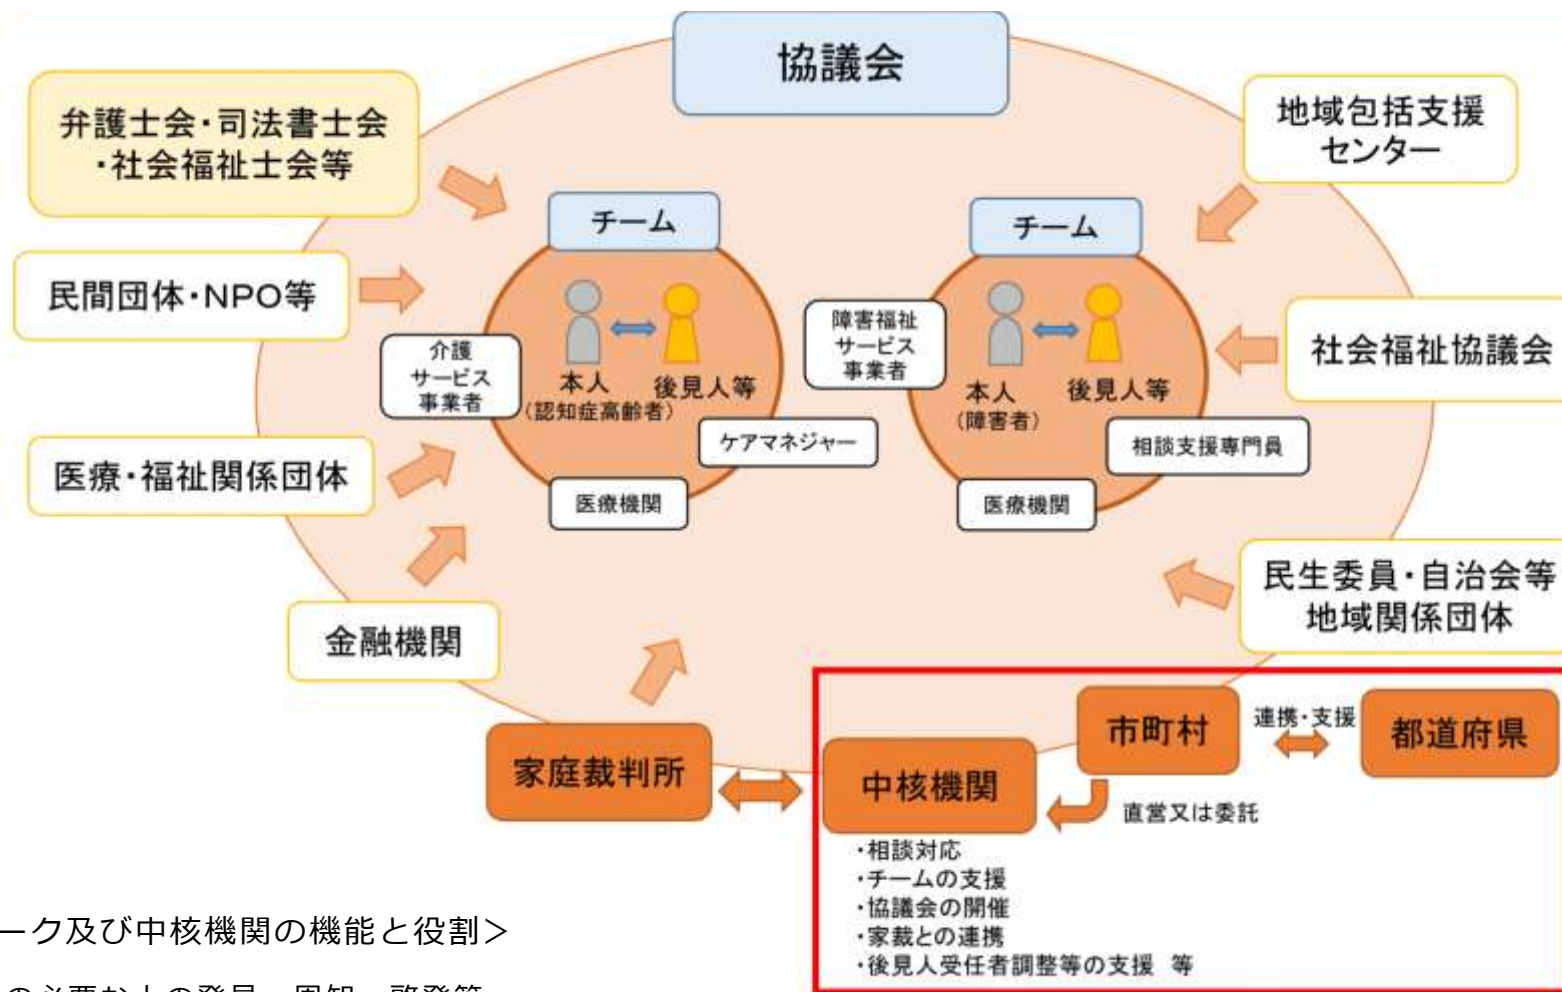 協議会
弁護士会・司法書士会
・社会福祉士会等
地域包括支援
センター
チーム
チーム
民間団体・NPO等
介護
サービス
事業者
本人
(認知症高齢者)
後見人等
ケアマネジャー
医療機関
障害福祉
サービス
事業者
本人
(障害者)
後見人等
相談支援専門員
医療機関
社会福祉協議会
医療・福祉関係団体
金融機関
民生委員・自治会等
地域関係団体
家庭裁判所
中核機関
市町村
連携・支援
都道府県
直営又は委託
・相談対応
・チームの支援
・協議会の開催
・家裁との連携
・後見人受任者調整等の支援 等
ーク及び中核機関の機能と役割>